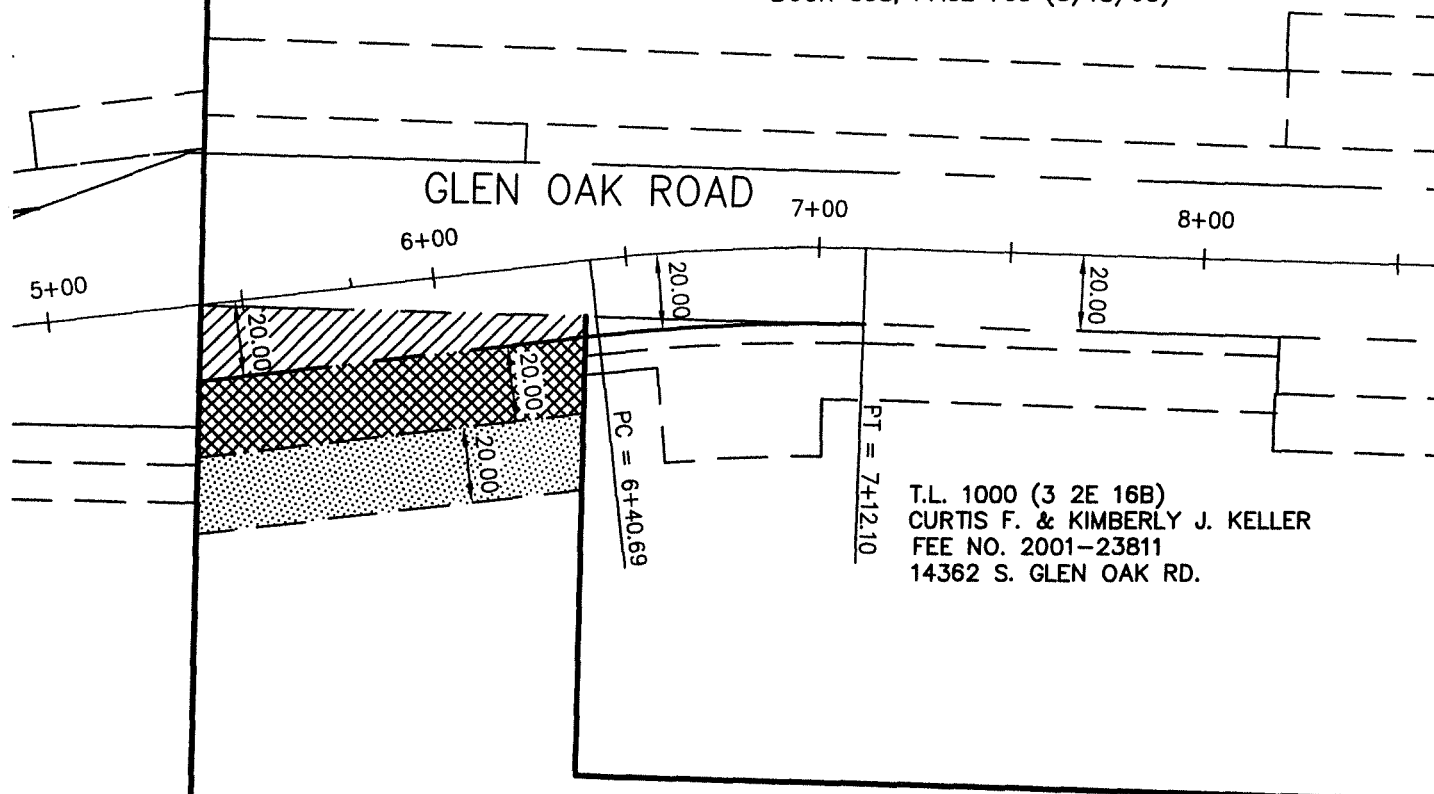 GLEN OAK ROAD
5+00
6+00
7+00
8+00
20.00
20.00
20.00
20.00
20.00
PC = 6+40.69
PT = 7+12.10
T.L. 1000 (3 2E 16B)
CURTIS F. & KIMBERLY J. KELLER
FEE NO. 2001-23811
14362 S. GLEN OAK RD.